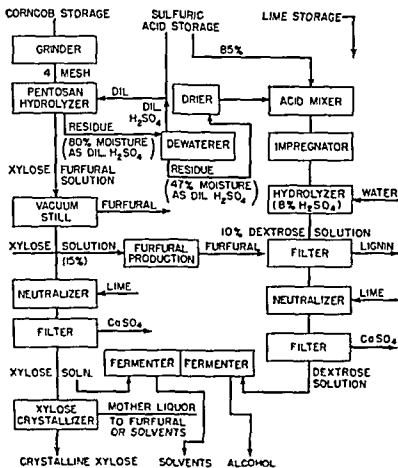 CORNCOB STORAGE
SULFURIC
ACID STORAGE
LIME STORAGE
GRINDER
85%
4 MESH
PENTOSAN
HYDROLYZER
DIL
DIL.
H₂SO₄
DRIER
ACID MIXER
RESIDUE
(80% MOISTURE
AS DIL. H₂SO₄)
DEWATERER
IMPREGNATOR
RESIDUE
(47% MOISTURE
AS DIL. H₂SO₄)
XYLOSE
FURFURAL
SOLUTION
HYDROLYZER
(8% H₂SO₄)
WATER
VACUUM
STILL
FURFURAL
10% DEXTROSE SOLUTION
XYLOSE SOLUTION
(15%)
FURFURAL
PRODUCTION
FURFURAL
FILTER
LIGNIN
NEUTRALIZER
LIME
NEUTRALIZER
LIME
FILTER
CaSO₄
FILTER
CaSO₄
XYLOSE SOLN.
FERMENTER
FERMENTER
DEXTROSE
SOLUTION
XYLOSE
CRYSTALLIZER
MOTHER LIQUOR
TO FURFURAL
OR SOLVENTS
CRYSTALLINE XYLOSE
SOLVENTS
ALCOHOL